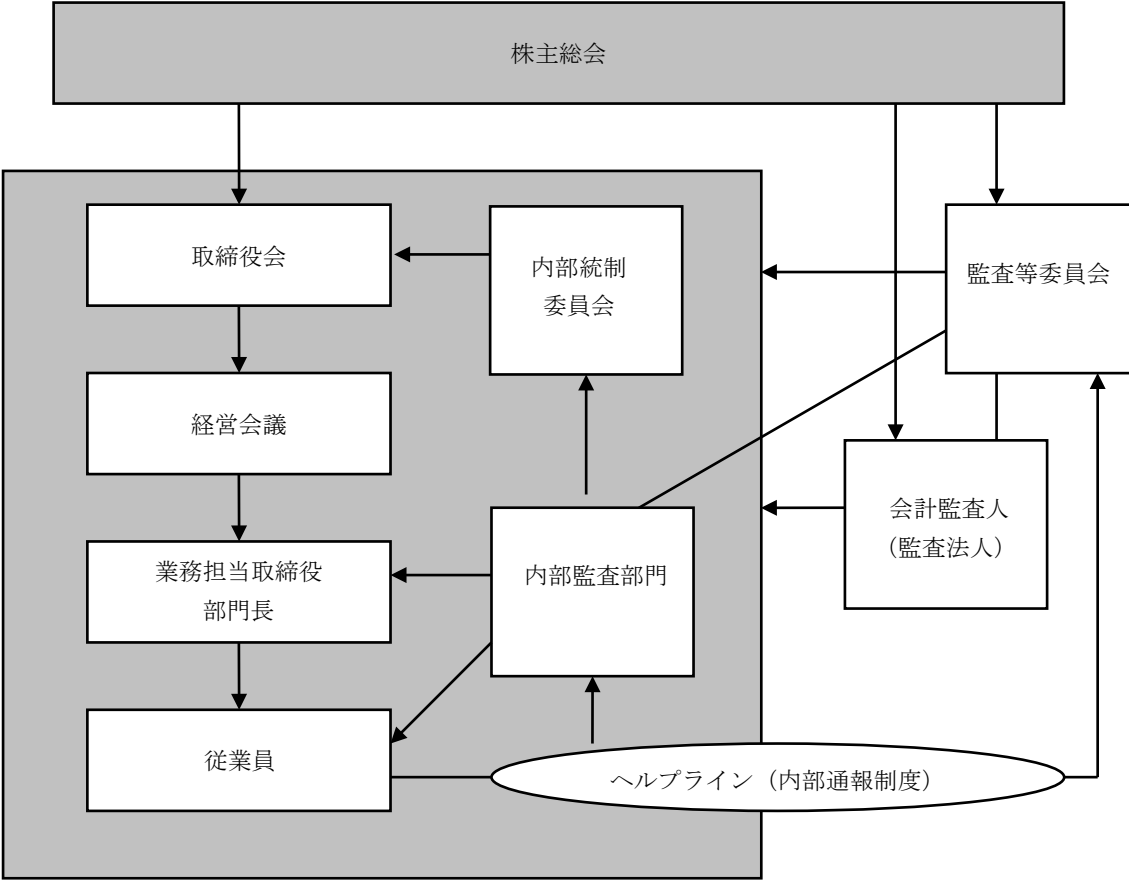 株主総会
取締役会
内部統制
委員会
監査等委員会
経営会議
会計監査人
（監査法人）
業務担当取締役
部門長
内部監査部門
従業員
ヘルプライン（内部通報制度）